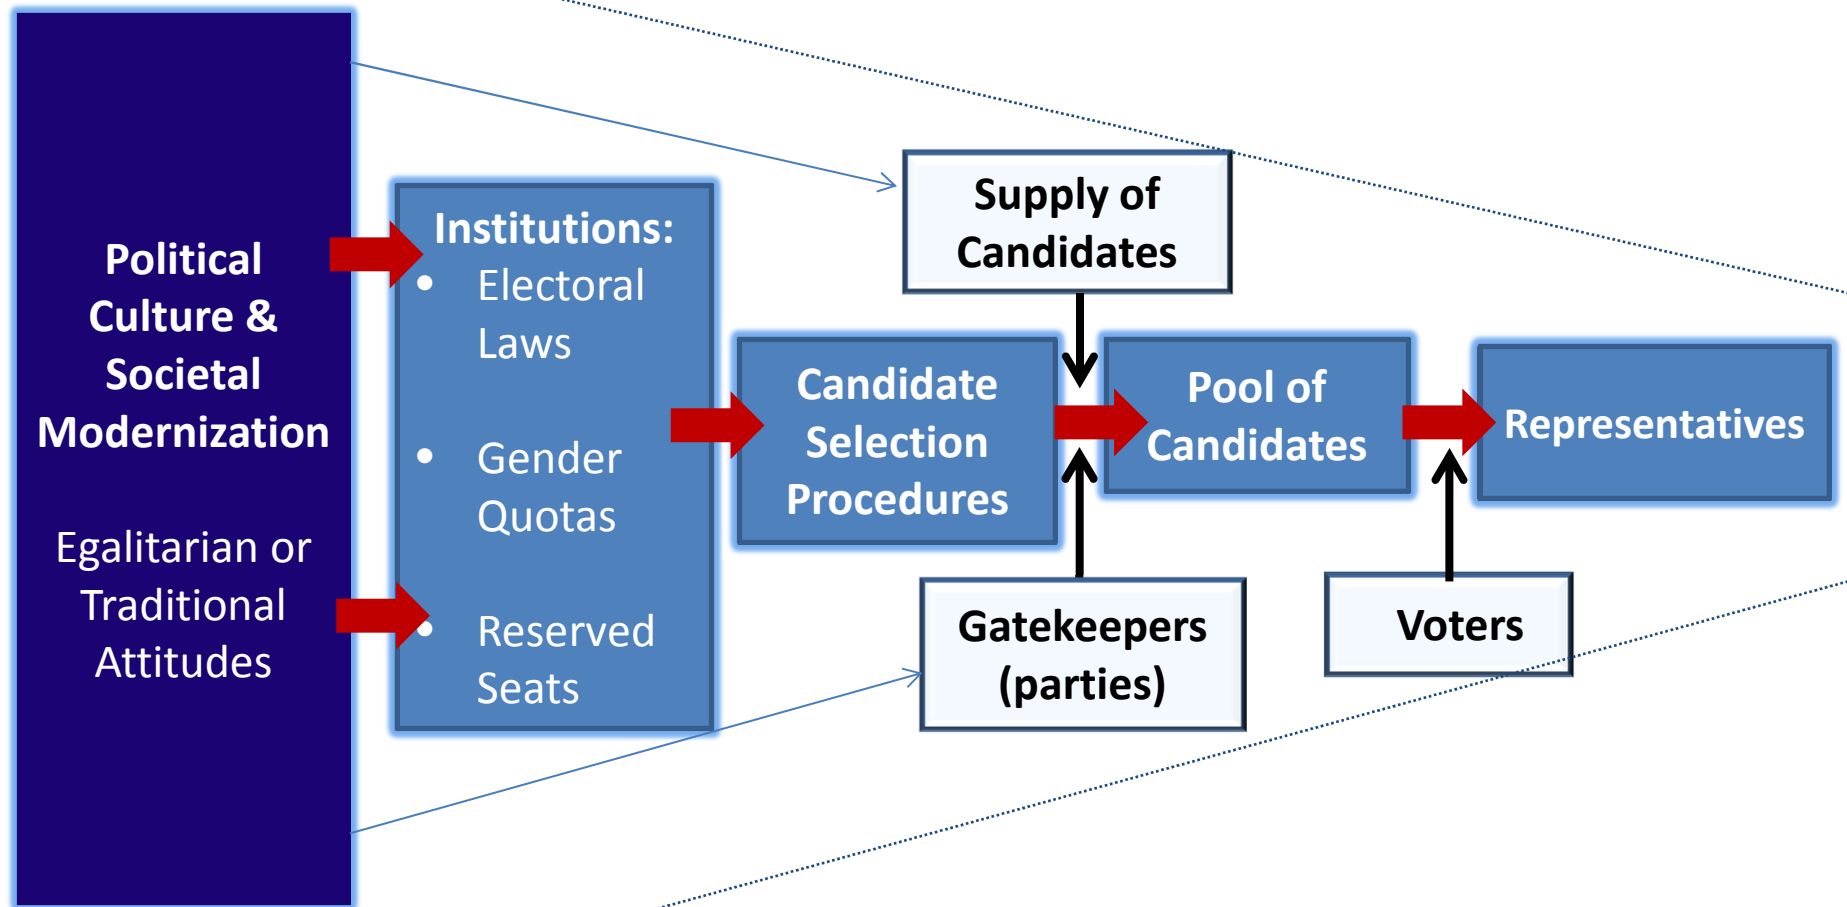 Political
Culture &
Societal
Modernization
Egalitarian or
Traditional
Attitudes
Institutions:
• Electoral
Laws
• Gender
Quotas
• Reserved
Seats
Candidate
Selection
Procedures
Supply of
Candidates
Gatekeepers
(parties)
Pool of
Candidates
Voters
Representatives